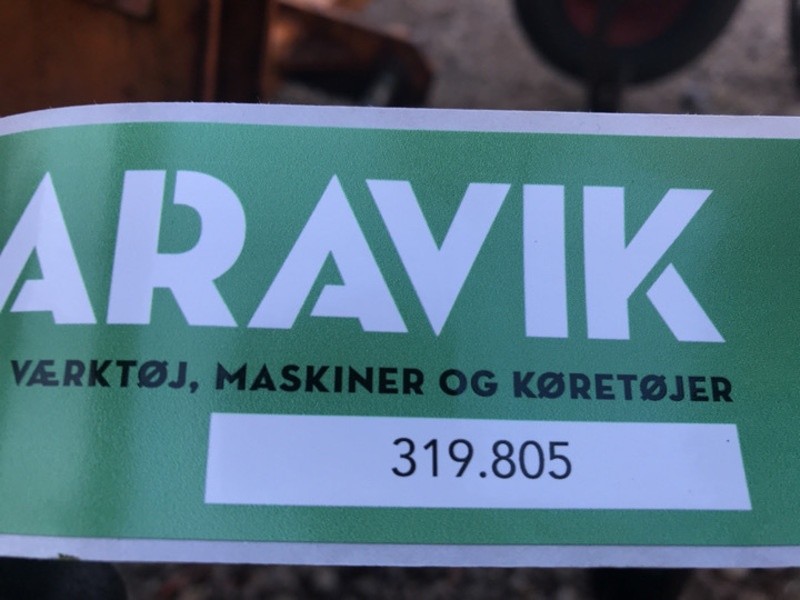 ARAVIK
VÆRKTØJ, MASKINER OG KØRETØJER
319.805